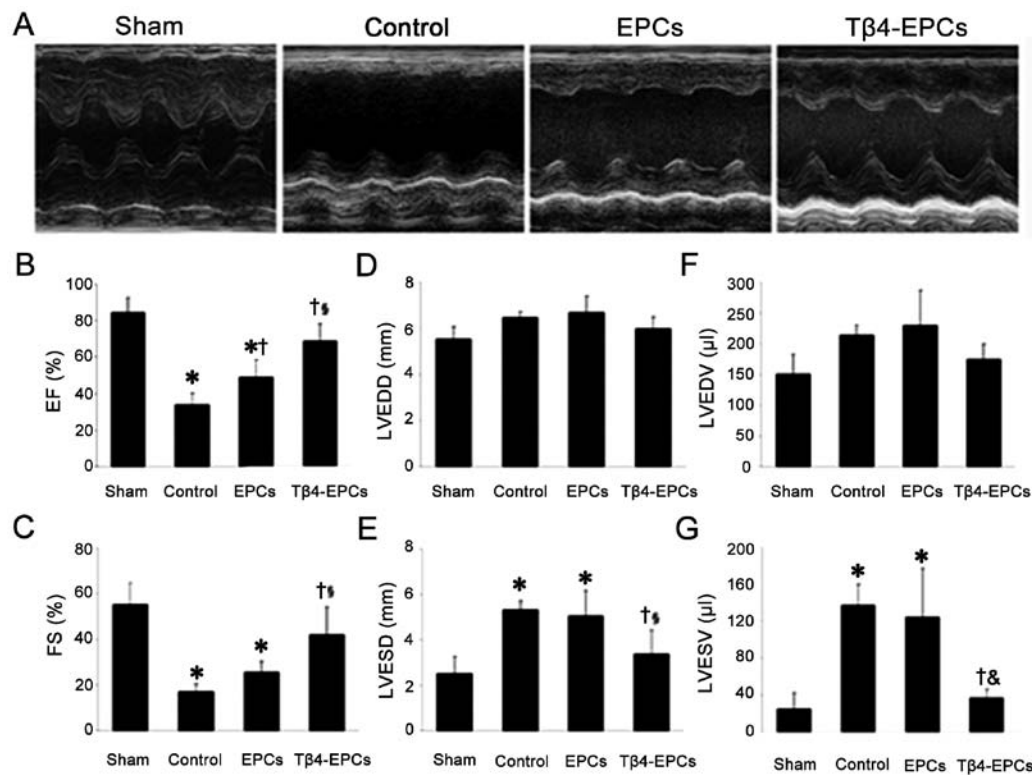 A
Sham
Control
EPCs
Tβ4-EPCs
B
EF (%)
100
80
60
40
20
0
*
*†
†§
Sham
Control
EPCs
Tβ4-EPCs
D
LVEDD (mm)
8
6
4
2
0
Sham
Control
EPCs
Tβ4-EPCs
F
LVEDV (µl)
300
250
200
150
100
50
0
Sham
Control
EPCs
Tβ4-EPCs
C
FS (%)
80
60
40
20
0
*
*
†§
Sham
Control
EPCs
Tβ4-EPCs
E
LVESD (mm)
8
6
4
2
0
*
*
†§
Sham
Control
EPCs
Tβ4-EPCs
G
LVESV (µl)
200
160
120
80
40
0
*
*
†&
Sham
Control
EPCs
Tβ4-EPCs